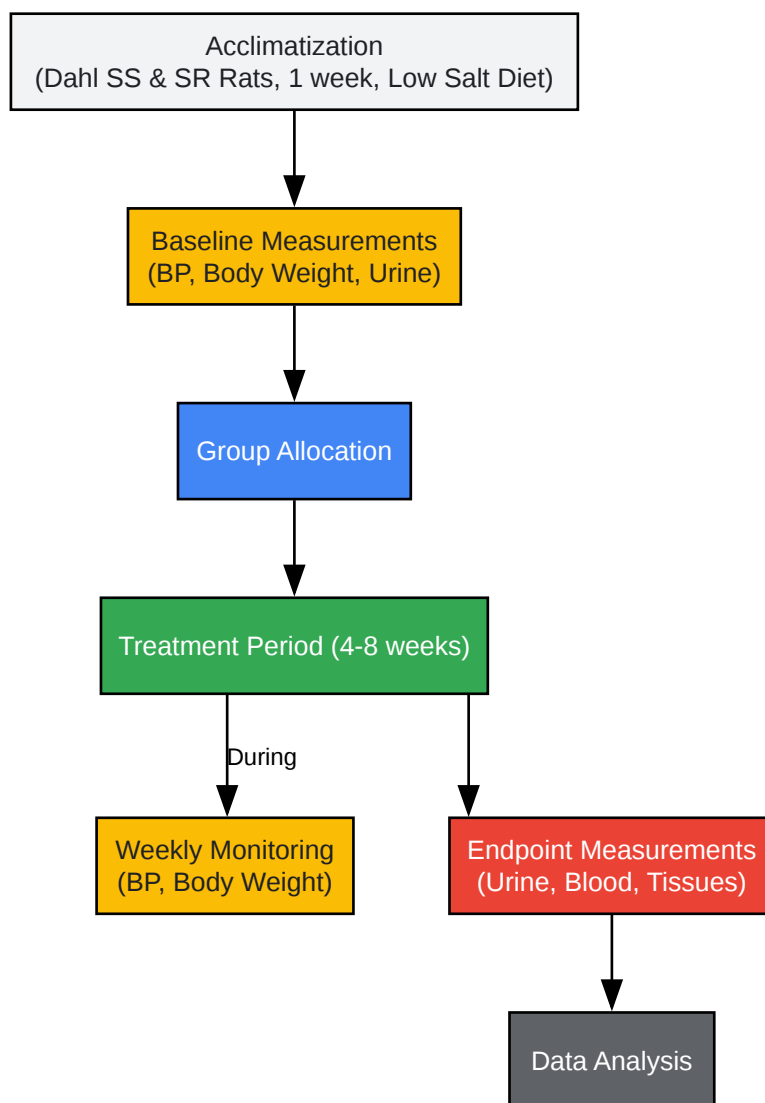 Acclimatization
(Dahl SS & SR Rats, 1 week, Low Salt Diet)
Baseline Measurements
(BP, Body Weight, Urine)
Group Allocation
Treatment Period (4-8 weeks)
During
Weekly Monitoring
(BP, Body Weight)
Endpoint Measurements
(Urine, Blood, Tissues)
Data Analysis